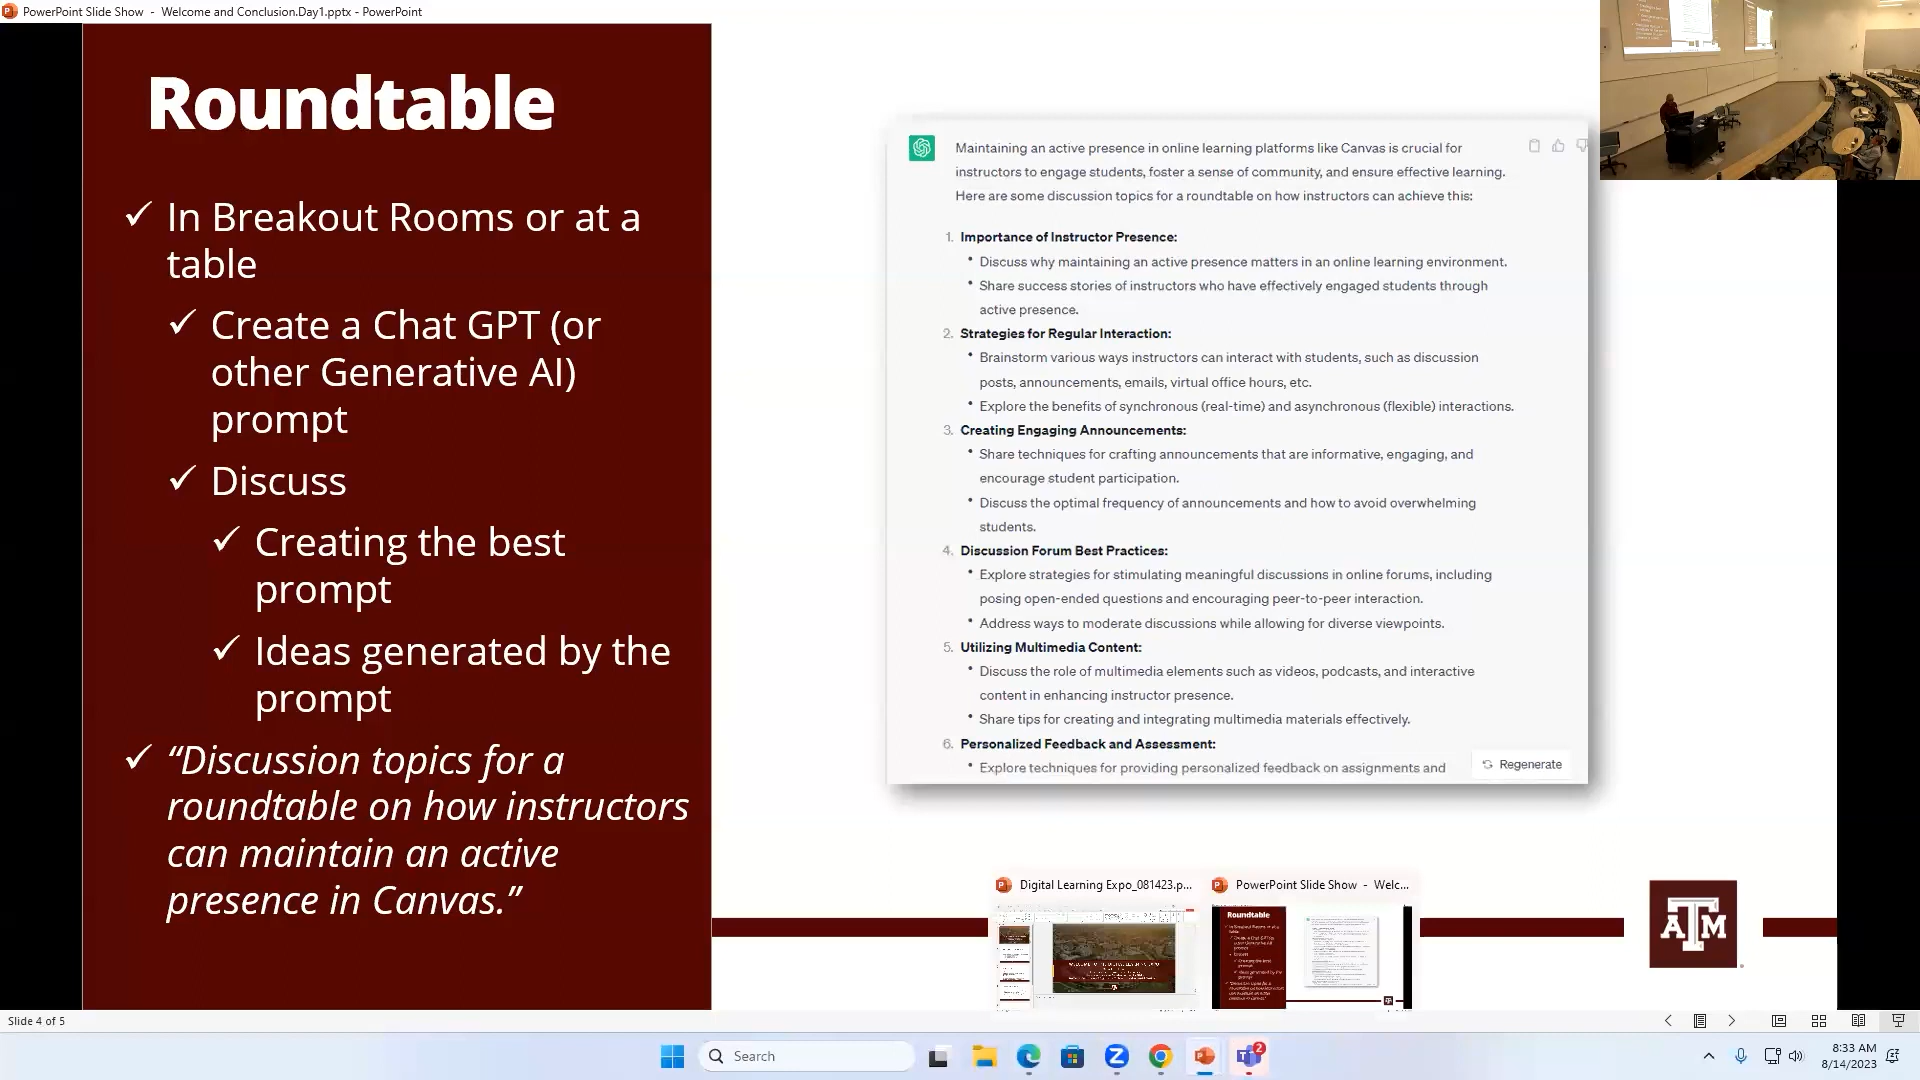 PowerPoint Slide Show - Welcome and Conclusion.Day1.pptx - PowerPoint
Roundtable
In Breakout Rooms or at a
table
Create a Chat GPT (or
other Generative AI)
prompt
Discuss
Creating the best
prompt
Ideas generated by the
prompt
“Discussion topics for a
roundtable on how instructors
can maintain an active
presence in Canvas.”
Maintaining an active presence in online learning platforms like Canvas is crucial for
instructors to engage students, foster a sense of community, and ensure effective learning.
Here are some discussion topics for a roundtable on how instructors can achieve this:
1. Importance of Instructor Presence:
• Discuss why maintaining an active presence matters in an online learning environment.
• Share success stories of instructors who have effectively engaged students through
active presence.
2. Strategies for Regular Interaction:
• Brainstorm various ways instructors can interact with students, such as discussion
posts, announcements, emails, virtual office hours, etc.
• Explore the benefits of synchronous (real-time) and asynchronous (flexible) interactions.
3. Creating Engaging Announcements:
• Share techniques for crafting announcements that are informative, engaging, and
encourage student participation.
• Discuss the optimal frequency of announcements and how to avoid overwhelming
students.
4. Discussion Forum Best Practices:
• Explore strategies for stimulating meaningful discussions in online forums, including
posing open-ended questions and encouraging peer-to-peer interaction.
• Address ways to moderate discussions while allowing for diverse viewpoints.
5. Utilizing Multimedia Content:
• Discuss the role of multimedia elements such as videos, podcasts, and interactive
content in enhancing instructor presence.
• Share tips for creating and integrating multimedia materials effectively.
6. Personalized Feedback and Assessment:
• Explore techniques for providing personalized feedback on assignments and
Regenerate
Digital Learning Expo_081423.p...
PowerPoint Slide Show - Welc...
Roundtable
ATM
Slide 4 of 5
Search
2
8:33 AM
8/14/2023